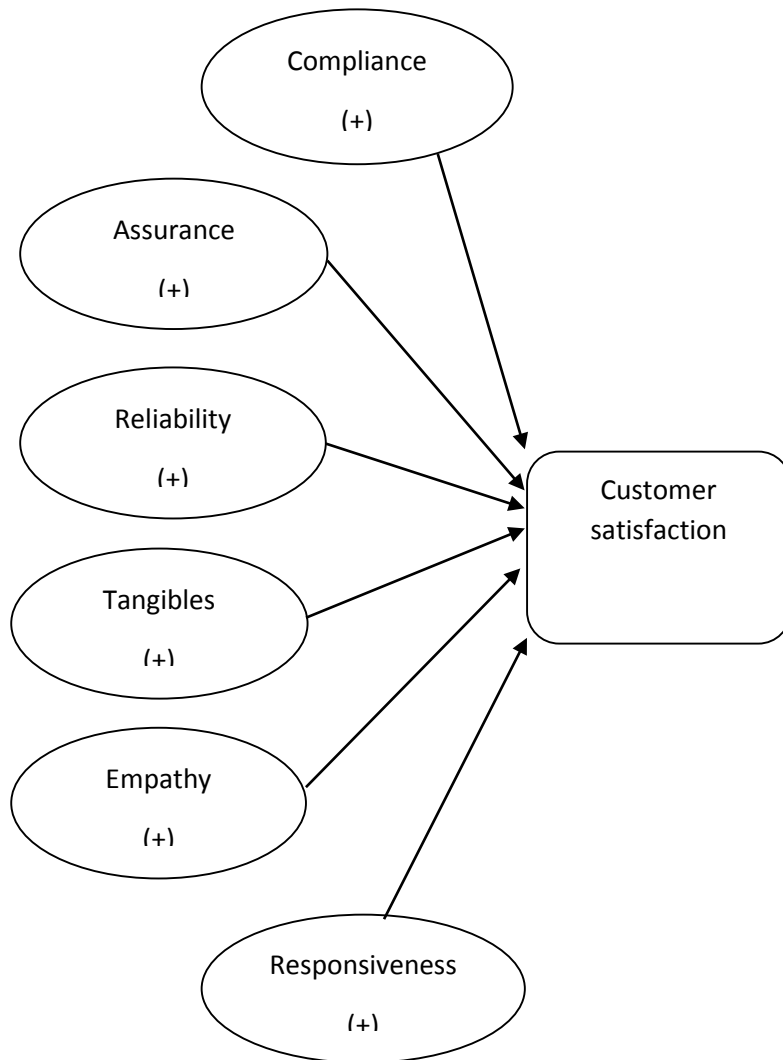 Compliance
(+)
Assurance
(+)
Reliability
(+)
Customer
satisfaction
Tangibles
(+)
Empathy
(+)
Responsiveness
(+)